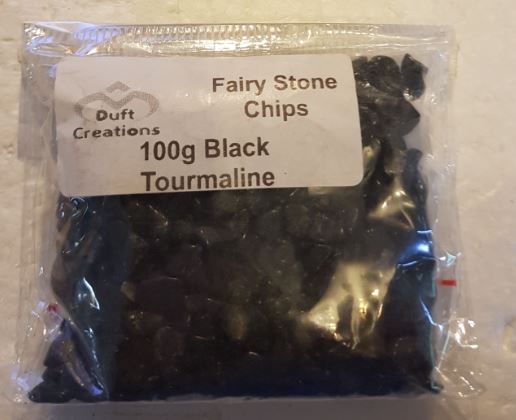 Duft
Creations
Fairy Stone
Chips
100g Black
Tourmaline